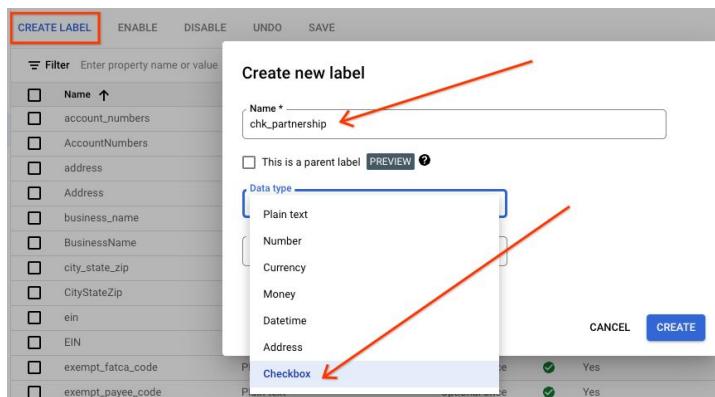 CREATE LABEL ENABLE DISABLE UNDO SAVE
Filter Enter property name or value
Name
account_numbers
AccountNumbers
address
Address
business_name
BusinessName
city_state_zip
CityStateZip
ein
EIN
exempt_fatca_code
Yes
exempt_payee_code
Yes
Create new label
Name *
chk_partnership
This is a parent label PREVIEW ?
Data type
Plain text
Number
Currency
Money
Datetime
Address
Checkbox
CANCEL CREATE